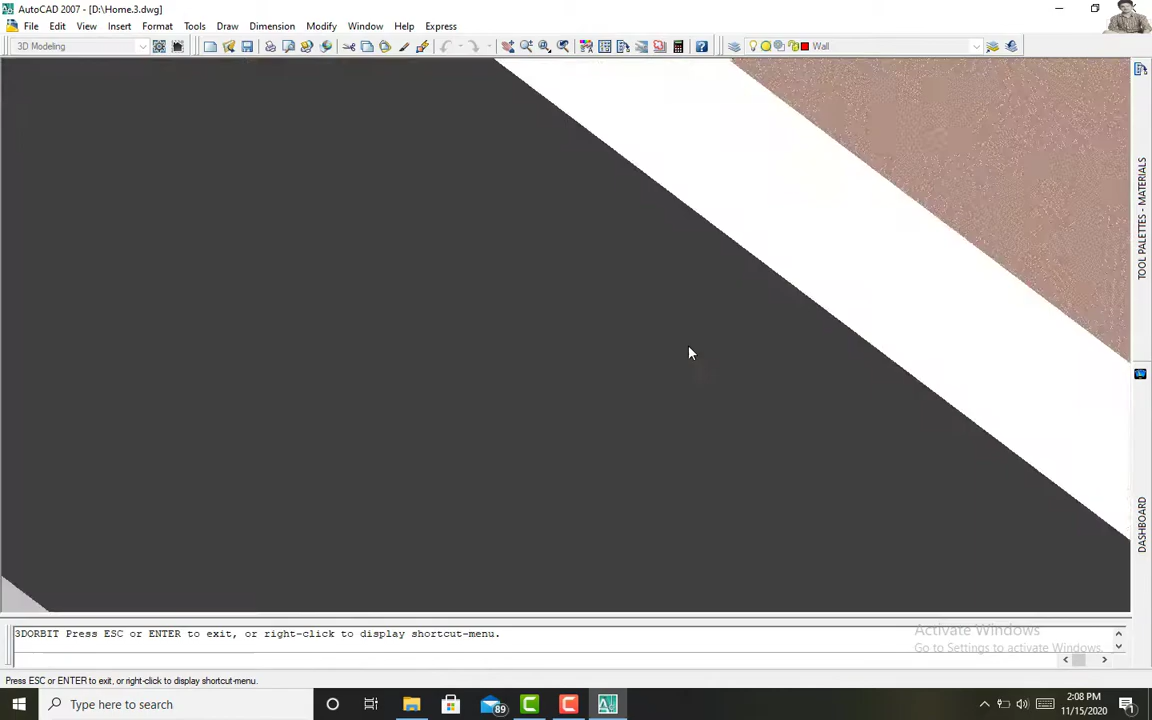 AutoCAD 2007 - [D:\Home.3.dwg]
File Edit View Insert Format Tools Draw Dimension Modify Window Help Express
3D Modeling
Wall
TOOL PALETTES - MATERIALS
DASHBOARD
3DORBIT Press ESC or ENTER to exit, or right-click to display shortcut-menu.
Activate Windows
Go to Settings to activate Windows.
Press ESC or ENTER to exit, or right-click to display shortcut-menu.
Type here to search
89
2:08 PM
11/15/2020
1